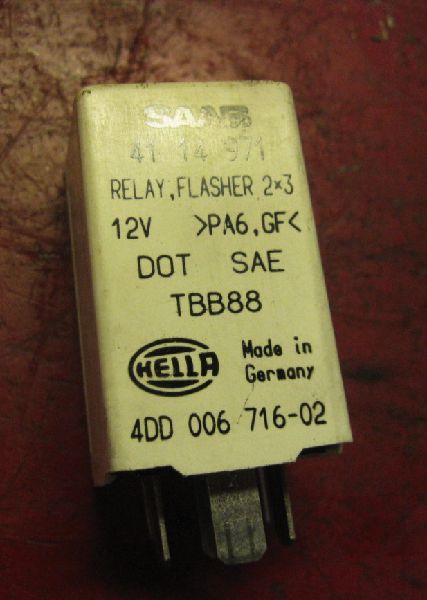 SAAB
41 14 971
RELAY,FLASHER 2×3
12V >PA6,GF<
DOT SAE
TBB88
HELLA
Made in
Germany
4DD 006 716-02